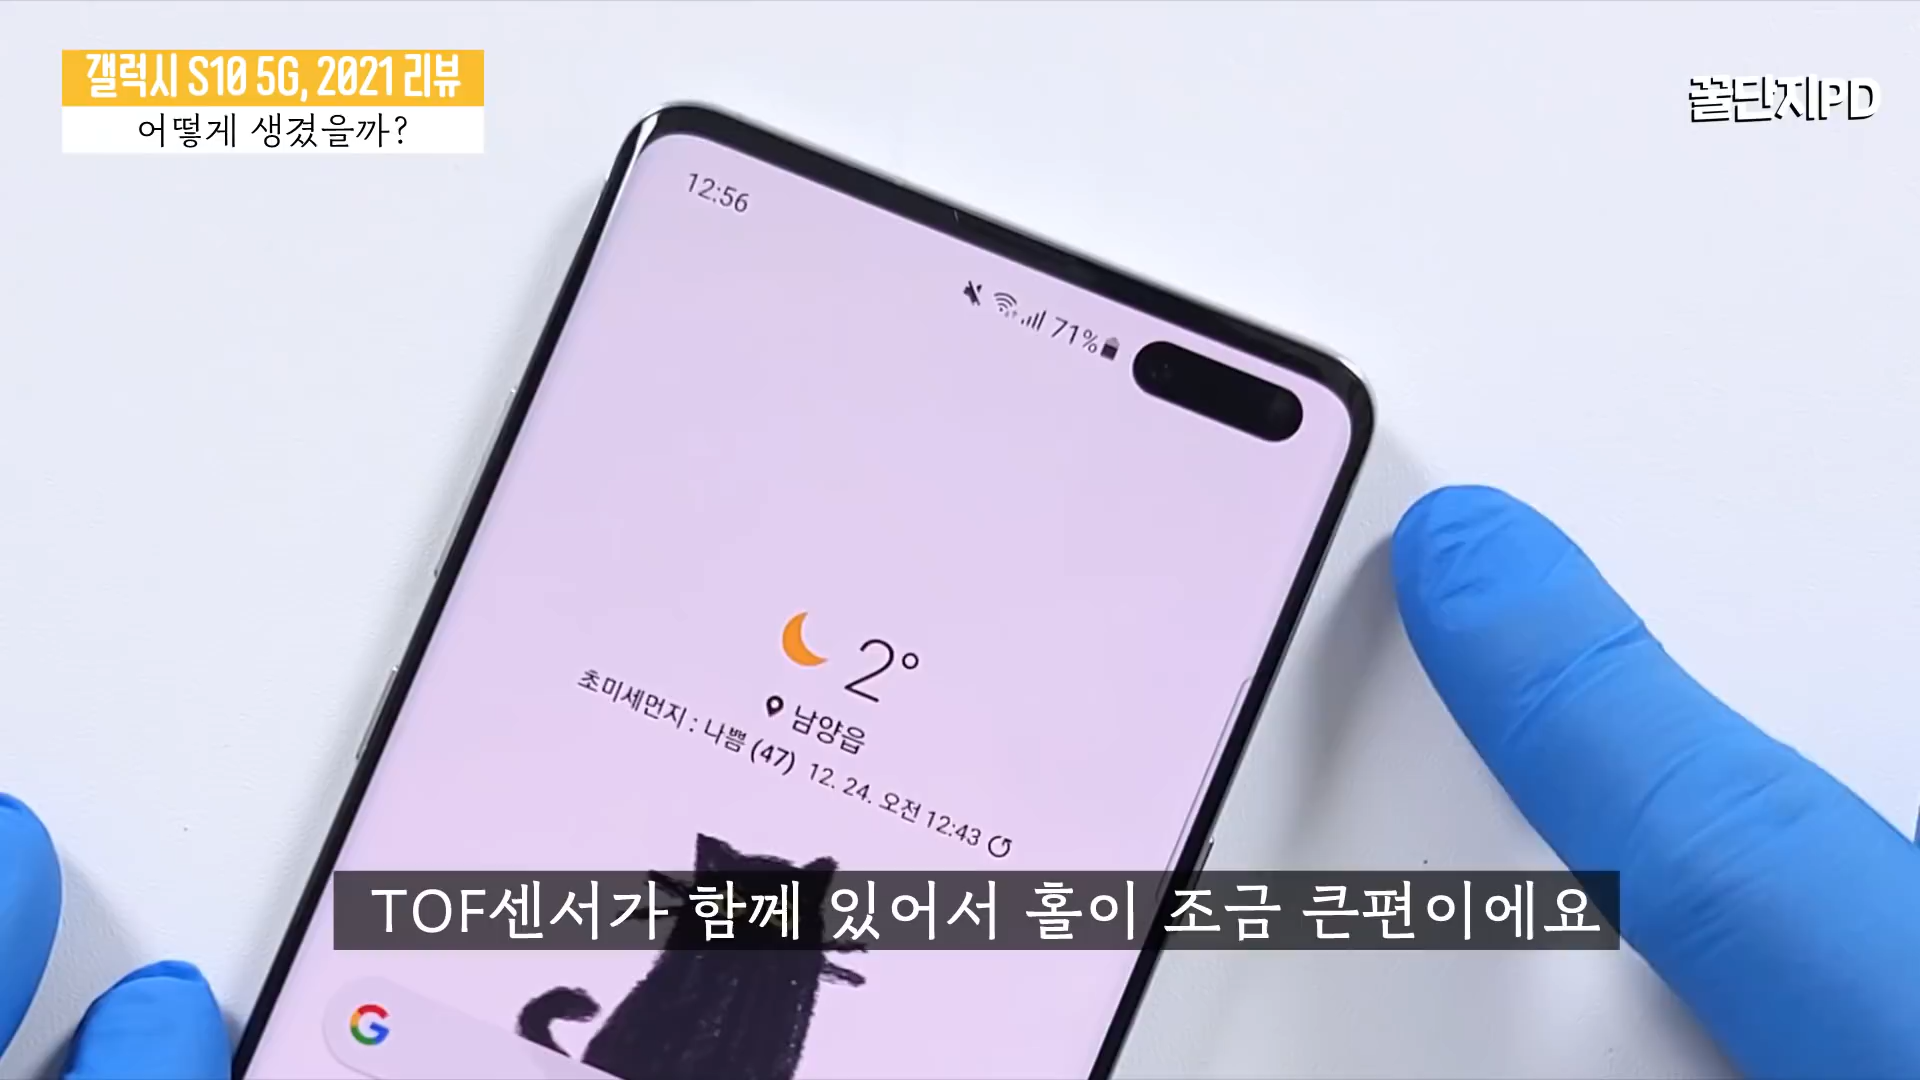 갤럭시 S10 5G, 2021 리뷰
어떻게 생겼을까?
꿀단지PD
12:56
71%
2°
남양읍
초미세먼지 : 나쁨 (47) 12. 24. 오전 12:43
TOF센서가 함께 있어서 홀이 조금 큰편이에요
G